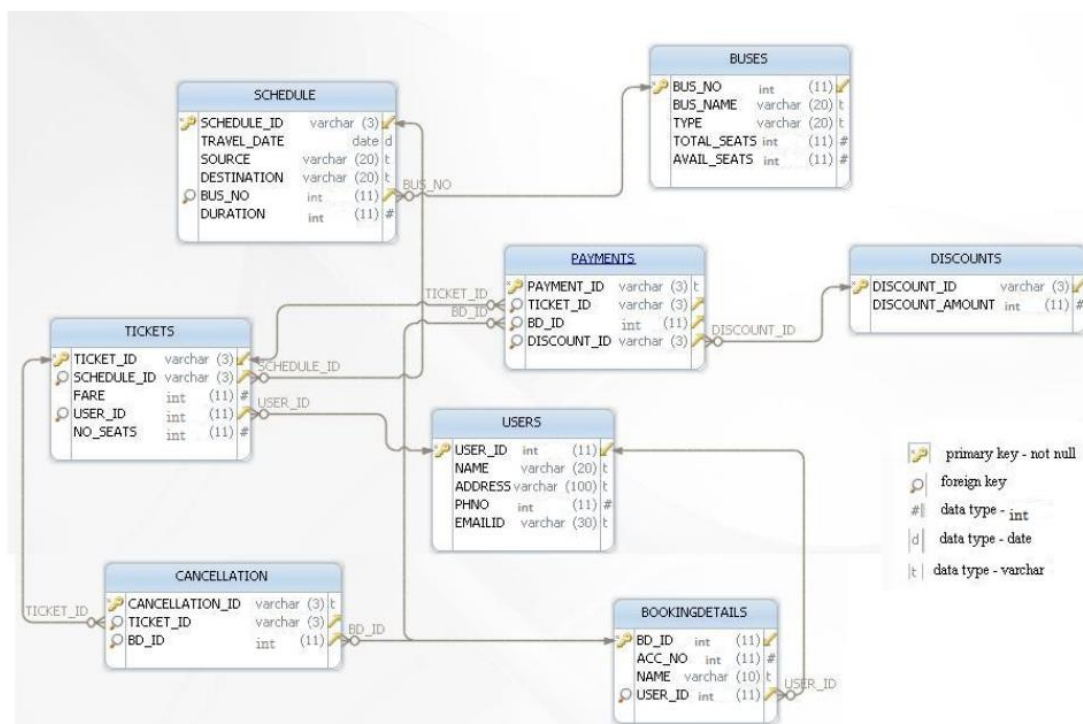 BUSES
BUS_NO int (11)
BUS_NAME varchar (20) t
TYPE varchar (20) t
TOTAL_SEATS int (11) #
AVAIL_SEATS int (11) #
SCHEDULE
SCHEDULE_ID varchar (3)
TRAVEL_DATE date d
SOURCE varchar (20) t
DESTINATION varchar (20) t
BUS_NO int (11)
DURATION int (11) #
BUS_NO
PAYMENTS
PAYMENT_ID varchar (3) t
TICKET_ID varchar (3)
BD_ID int (11)
DISCOUNT_ID varchar (3)
TICKET_ID
BD_ID
DISCOUNT_ID
DISCOUNTS
DISCOUNT_ID varchar (3)
DISCOUNT_AMOUNT int (11) #
TICKETS
TICKET_ID varchar (3)
SCHEDULE_ID varchar (3)
FARE int (11) #
USER_ID int (11)
NO_SEATS int (11) #
SCHEDULE_ID
USER_ID
USERS
USER_ID int (11)
NAME varchar (20) t
ADDRESS varchar (100) t
PHNO int (11) #
EMAILID varchar (30) t
primary key - not null
foreign key
# data type - int
d data type - date
t data type - varchar
CANCELLATION
CANCELLATION_ID varchar (3) t
TICKET_ID varchar (3)
BD_ID int (11)
TICKET_ID
BD_ID
BOOKINGDETAILS
BD_ID int (11)
ACC_NO int (11) #
NAME varchar (10) t
USER_ID int (11)
USER_ID